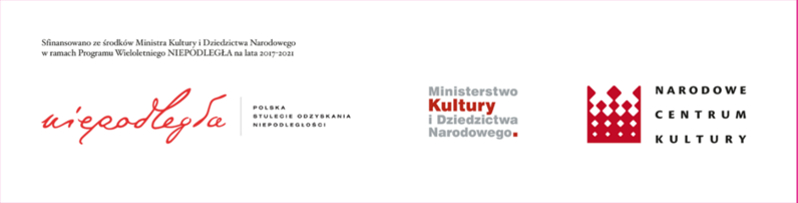 Sfinansowano ze środków Ministra Kultury i Dziedzictwa Narodowego
w ramach Programu Wieloletniego NIEPODLEGŁA na lata 2017-2021
niepodległa
POLSKA
STULECIE ODZYSKANIA
NIEPODLEGŁOŚCI
Ministerstwo
Kultury
i Dziedzictwa
Narodowego.
NARODOWE
CENTRUM
KULTURY